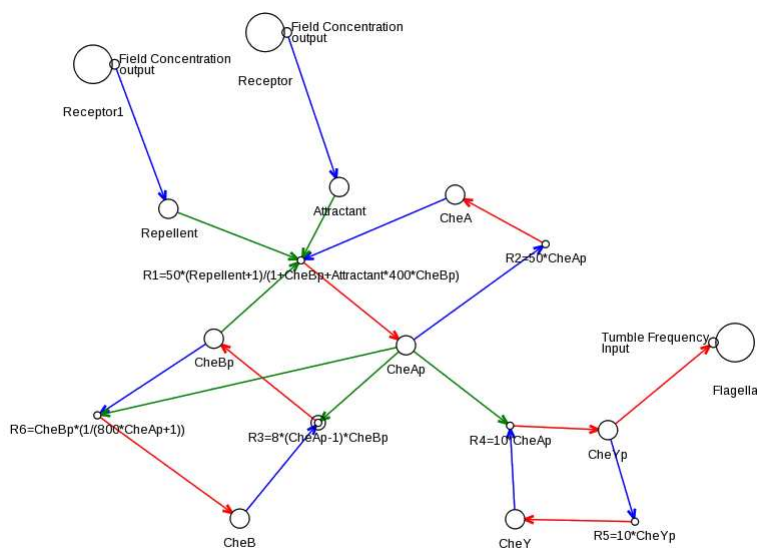 Field Concentration
output
Receptor
Field Concentration
output
Receptor1
Attractant
CheA
Repellent
R2=50*CheAp
R1=50*(Repellent+1)/(1+CheBp+Attractant*400*CheBp)
Tumble Frequency
Input
CheBp
CheAp
Flagella
R6=CheBp*(1/(800*CheAp+1))
R3=8*(CheAp-1)*CheBp
R4=10*CheAp
CheYp
CheB
CheY
R5=10*CheYp